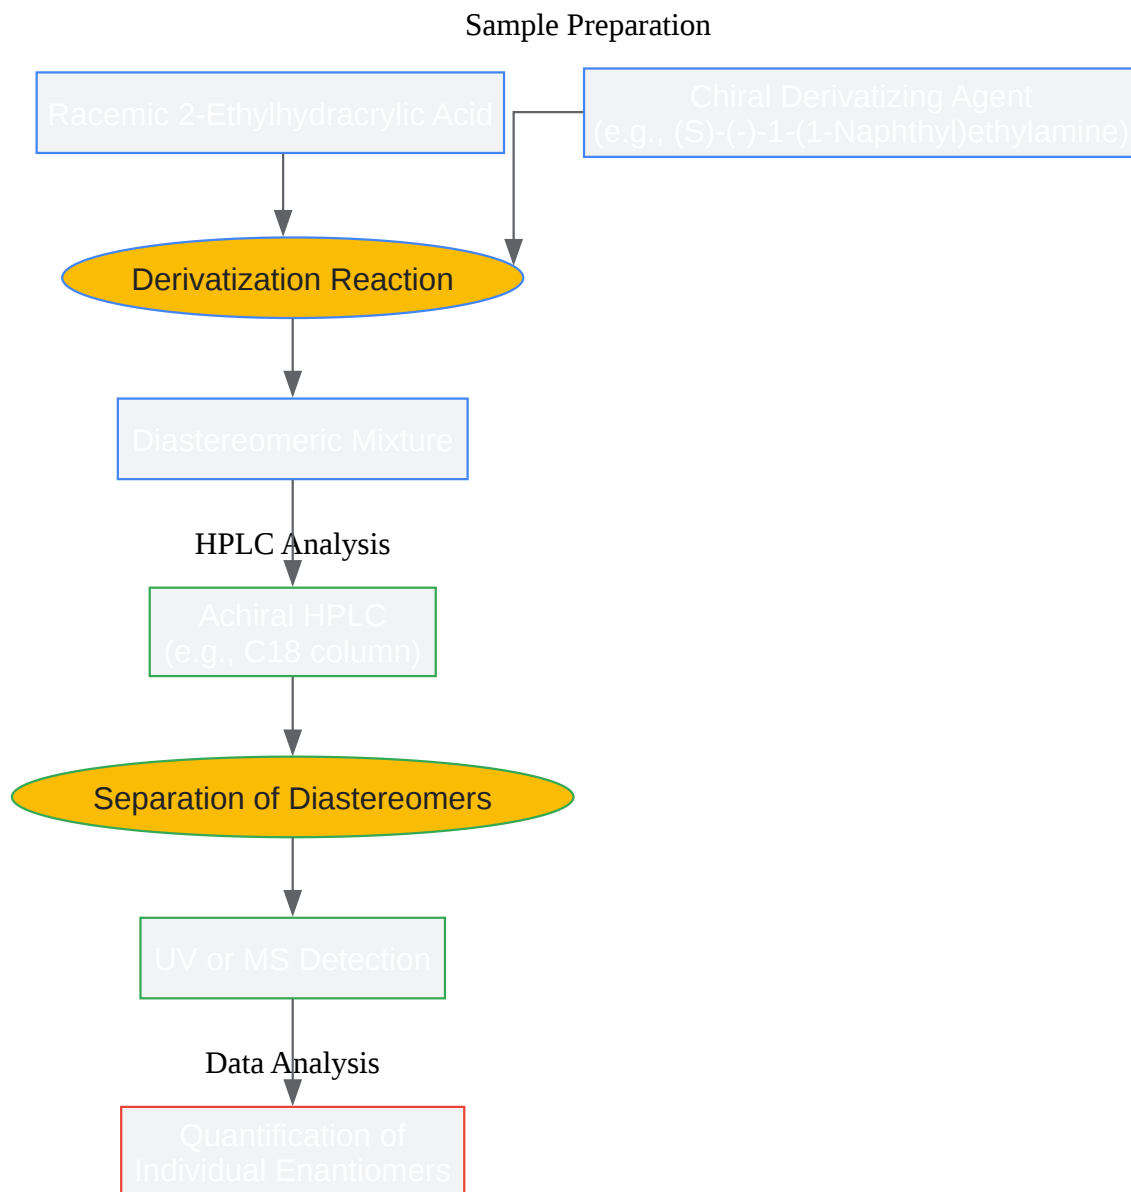 Sample Preparation
Racemic 2-Ethylhydracrylic Acid
Chiral Derivatizing Agent
(e.g., (S)-(-)-1-(1-Naphthyl)ethylamine)
Derivatization Reaction
Diastereomeric Mixture
HPLC Analysis
Achiral HPLC
(e.g., C18 column)
Separation of Diastereomers
UV or MS Detection
Data Analysis
Quantification of
Individual Enantiomers